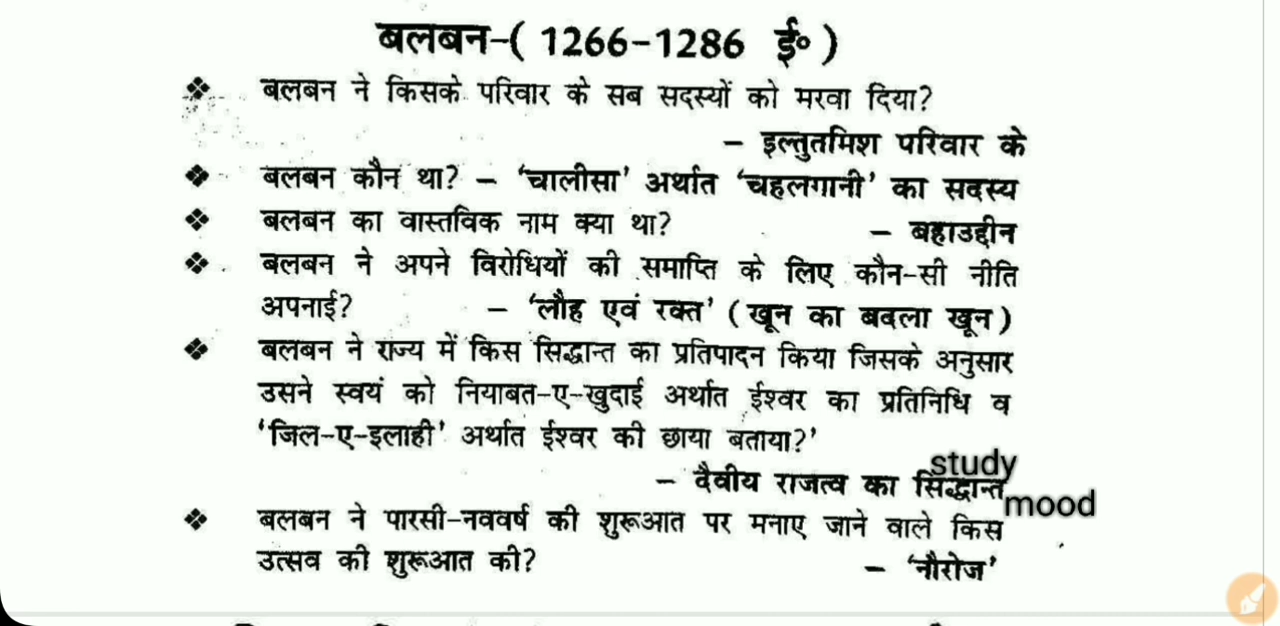 बलबन-( 1266-1286 ई॰ )
❖ बलबन ने किसके परिवार के सब सदस्यों को मरवा दिया?
– इल्तुतमिश परिवार के
❖ बलबन कौन था? – ‘चालीसा’ अर्थात ‘चहलगानी’ का सदस्य
❖ बलबन का वास्तविक नाम क्या था? – बहाउद्दीन
❖ बलबन ने अपने विरोधियों की समाप्ति के लिए कौन-सी नीति
अपनाई? – ‘लौह एवं रक्त’ (खून का बदला खून)
❖ बलबन ने राज्य में किस सिद्धान्त का प्रतिपादन किया जिसके अनुसार
उसने स्वयं को नियाबत-ए-खुदाई अर्थात ईश्वर का प्रतिनिधि व
‘जिल-ए-इलाही’ अर्थात ईश्वर की छाया बताया?’
– दैवीय राजत्व का सिद्धान्त
study
mood
❖ बलबन ने पारसी-नववर्ष की शुरूआत पर मनाए जाने वाले किस
उत्सव की शुरूआत की? – ‘नौरोज’